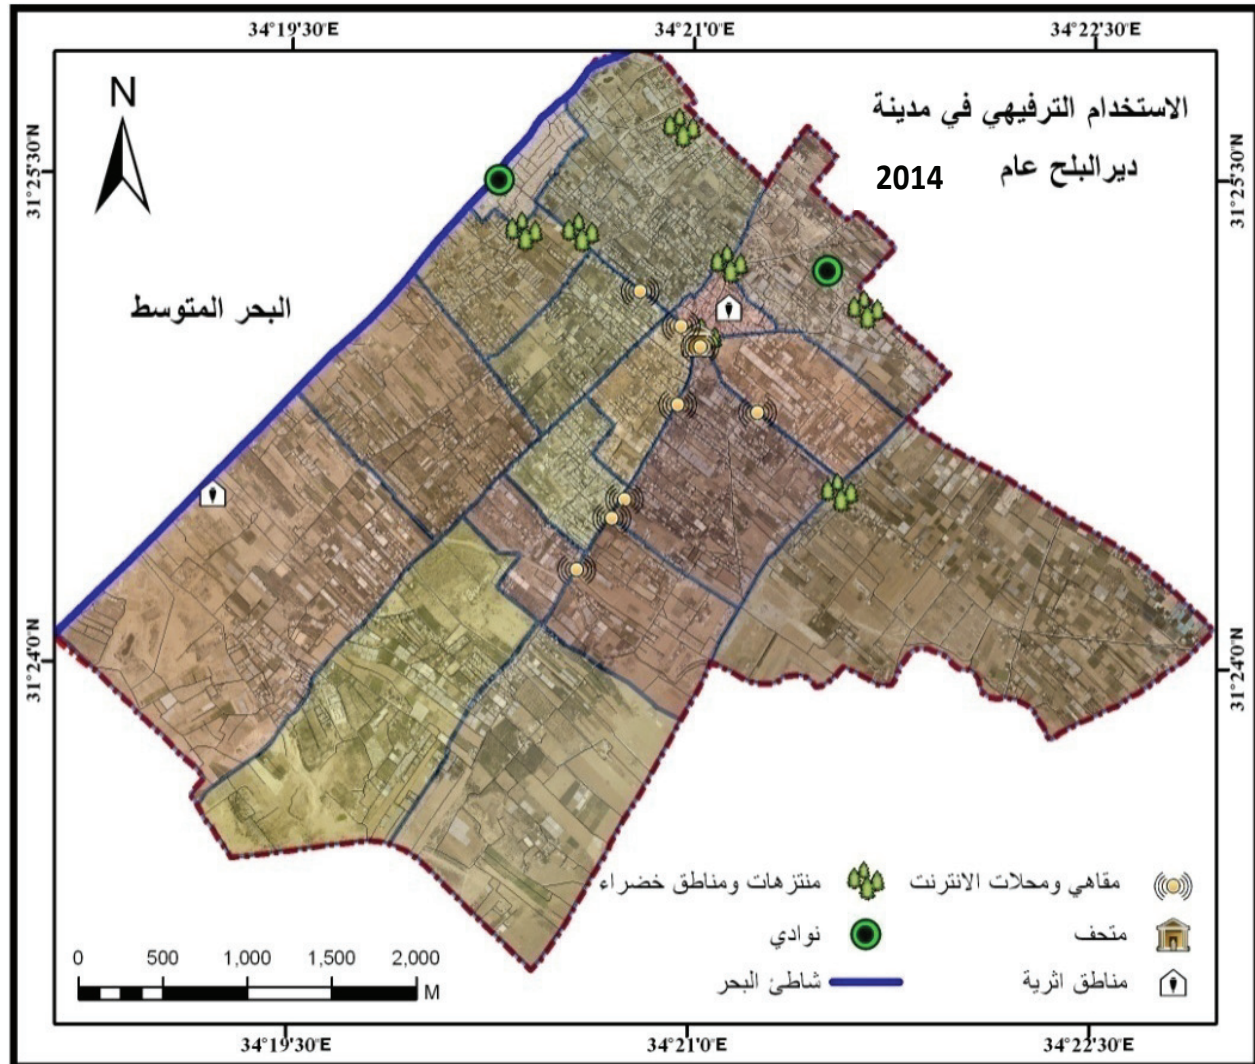 34°19'30"E
34°21'0"E
34°22'30"E
N
الاستخدام الترفيهي في مدينة
ديرالبلح عام 2014
31°25'30"N
31°25'30"N
البحر المتوسط
31°24'0"N
31°24'0"N
مقاهي ومحلات الانترنت
منتزهات ومناطق خضراء
متحف
نوادي
مناطق اثرية
شاطئ البحر
0 500 1,000 1,500 2,000
M
34°19'30"E
34°21'0"E
34°22'30"E